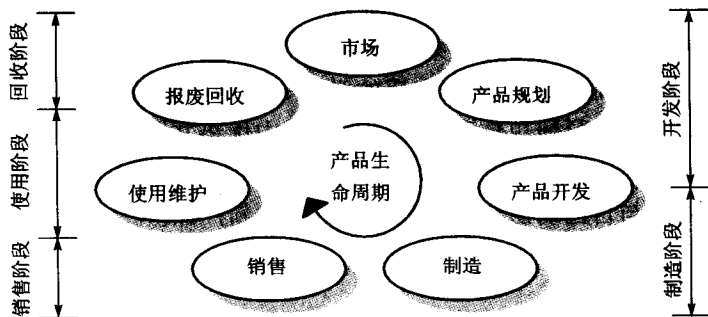 市场
报废回收
产品规划
产品生
命周期
使用维护
产品开发
销售
制造
回收阶段
使用阶段
销售阶段
开发阶段
制造阶段